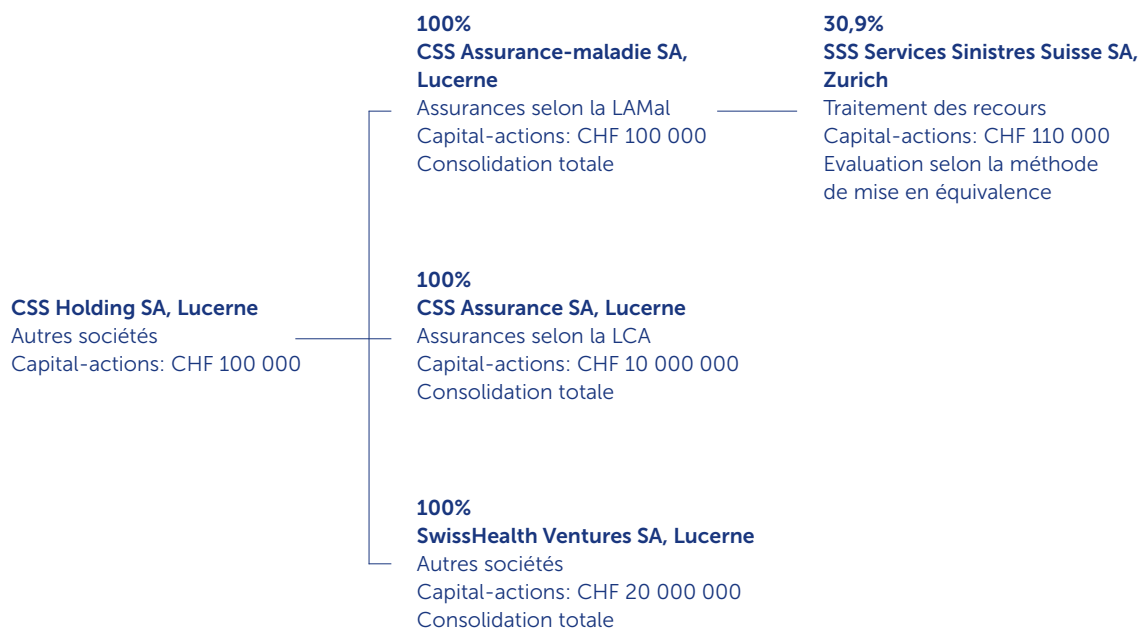 100%
CSS Assurance-maladie SA,
Lucerne
Assurances selon la LAMal
Capital-actions: CHF 100 000
Consolidation totale
30,9%
SSS Services Sinistres Suisse SA,
Zurich
Traitement des recours
Capital-actions: CHF 110 000
Evaluation selon la méthode
de mise en équivalence
CSS Holding SA, Lucerne
Autres sociétés
Capital-actions: CHF 100 000
100%
CSS Assurance SA, Lucerne
Assurances selon la LCA
Capital-actions: CHF 10 000 000
Consolidation totale
100%
SwissHealth Ventures SA, Lucerne
Autres sociétés
Capital-actions: CHF 20 000 000
Consolidation totale